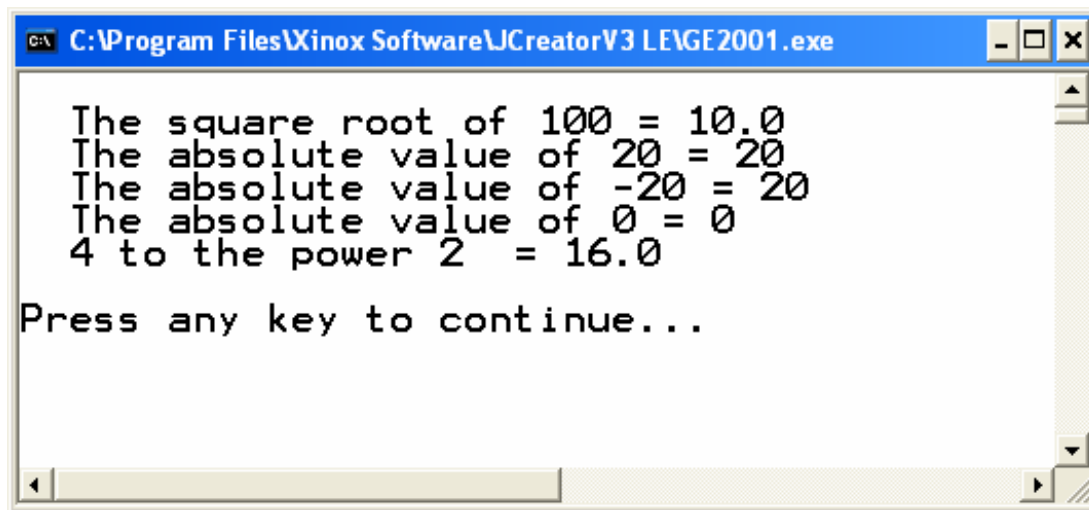 C:\Program Files\Xinox Software\JCreatorV3 LE\GE2001.exe
The square root of 100 = 10.0
The absolute value of 20 = 20
The absolute value of -20 = 20
The absolute value of 0 = 0
4 to the power 2  = 16.0
Press any key to continue...